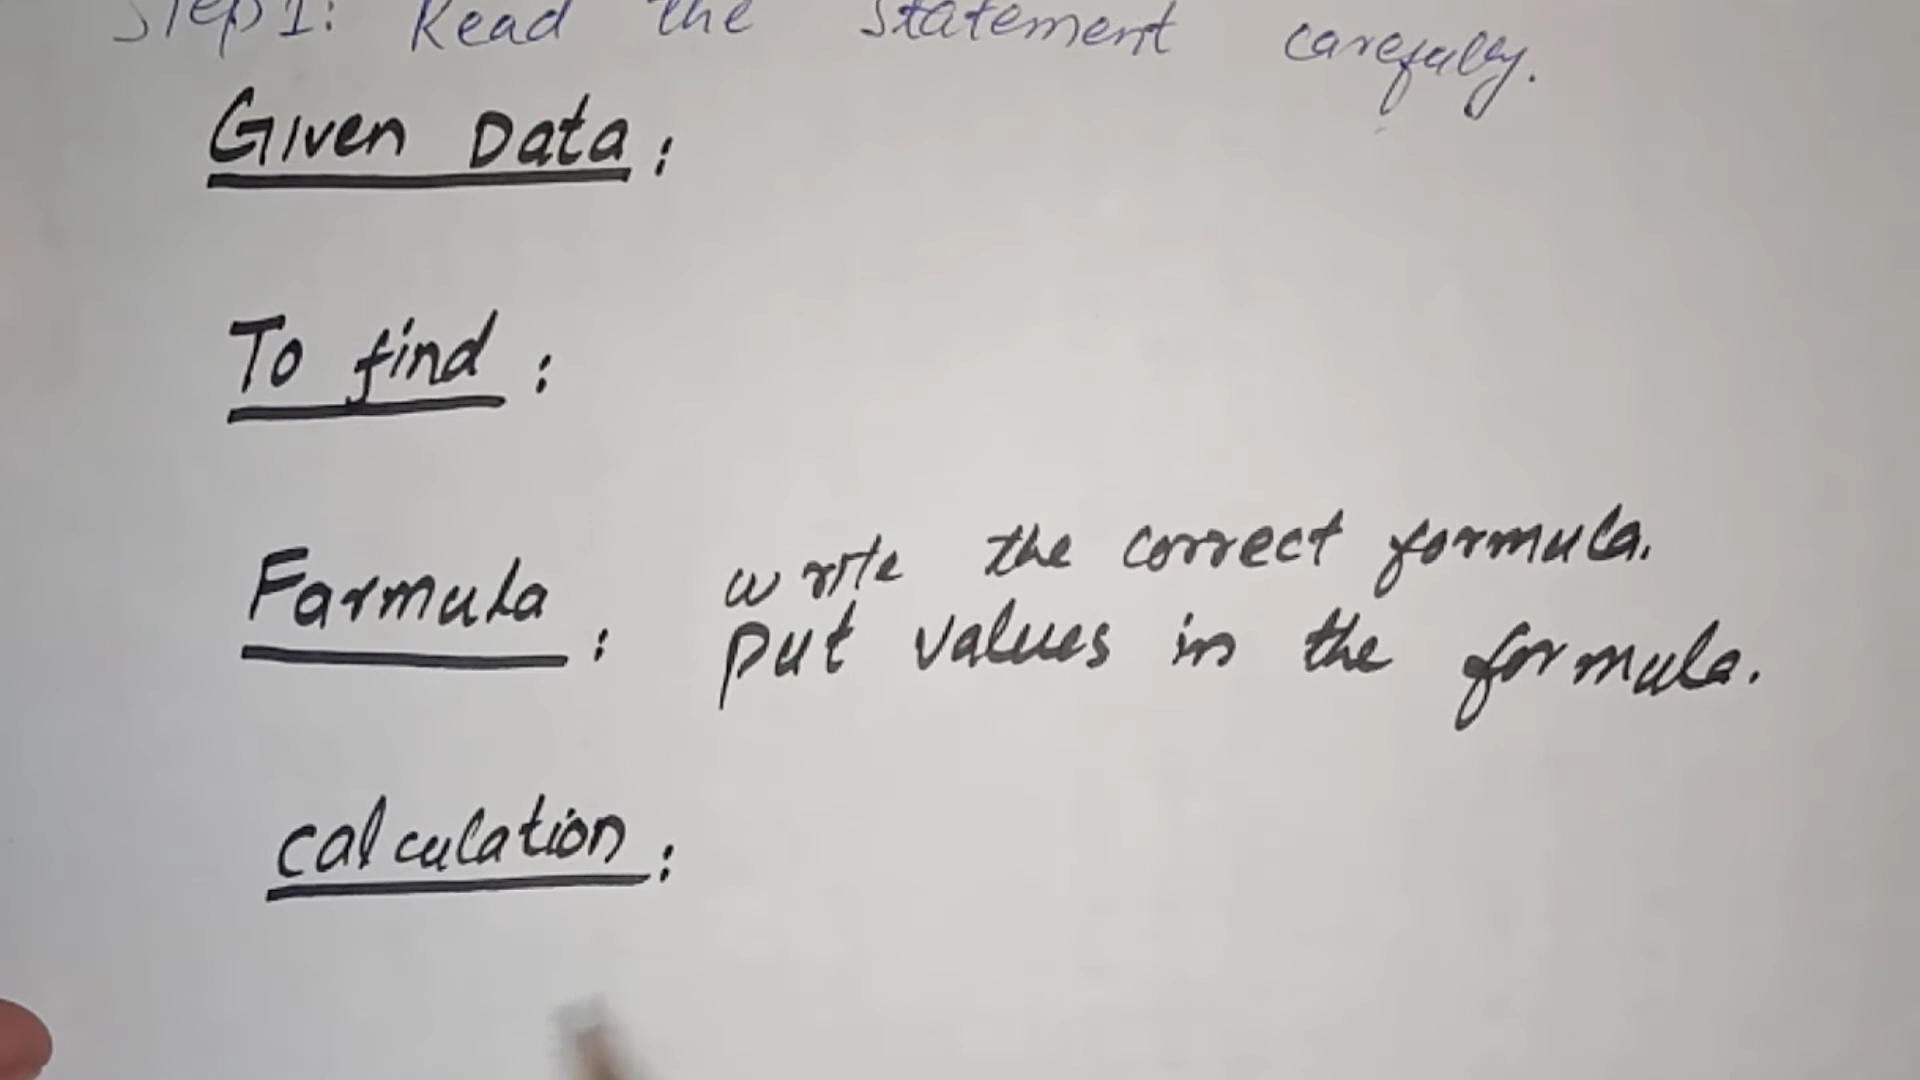 Step 1: Read the statement carefully.
Given Data:
To find:
Farmula: write the correct formula.
put values in the formula.
calculation: